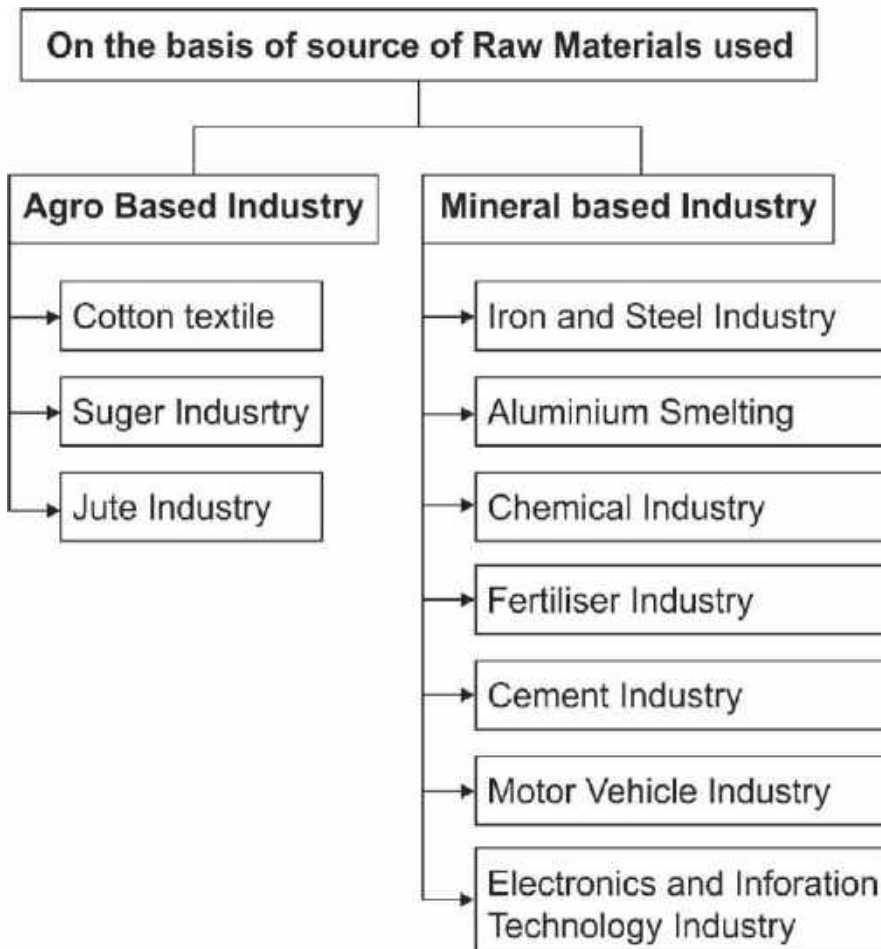 On the basis of source of Raw Materials used
Agro Based Industry
Cotton textile
Suger Indusrtry
Jute Industry
Mineral based Industry
Iron and Steel Industry
Aluminium Smelting
Chemical Industry
Fertiliser Industry
Cement Industry
Motor Vehicle Industry
Electronics and Inforation
Technology Industry